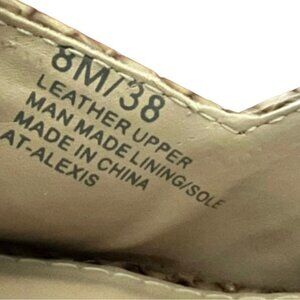 8M/38
LEATHER UPPER
MAN MADE LINING/SOLE
MADE IN CHINA
AT-ALEXIS